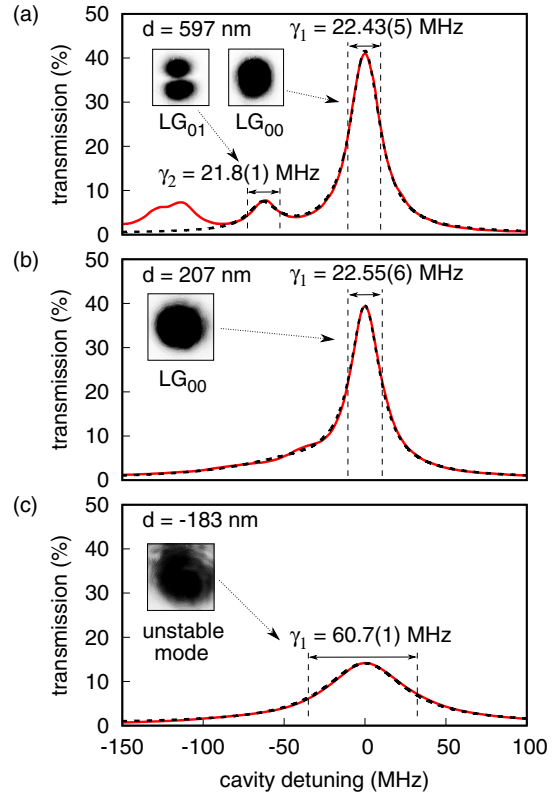 (a)
d = 597 nm
γ₁ = 22.43(5) MHz
50
40
30
20
10
0
transmission (%)
LG₀₁
LG₀₀
γ₂ = 21.8(1) MHz
(b)
d = 207 nm
γ₁ = 22.55(6) MHz
50
40
30
20
10
0
transmission (%)
LG₀₀
(c)
d = -183 nm
50
40
30
20
10
0
transmission (%)
unstable
mode
γ₁ = 60.7(1) MHz
-150 -100 -50 0 50 100
cavity detuning (MHz)